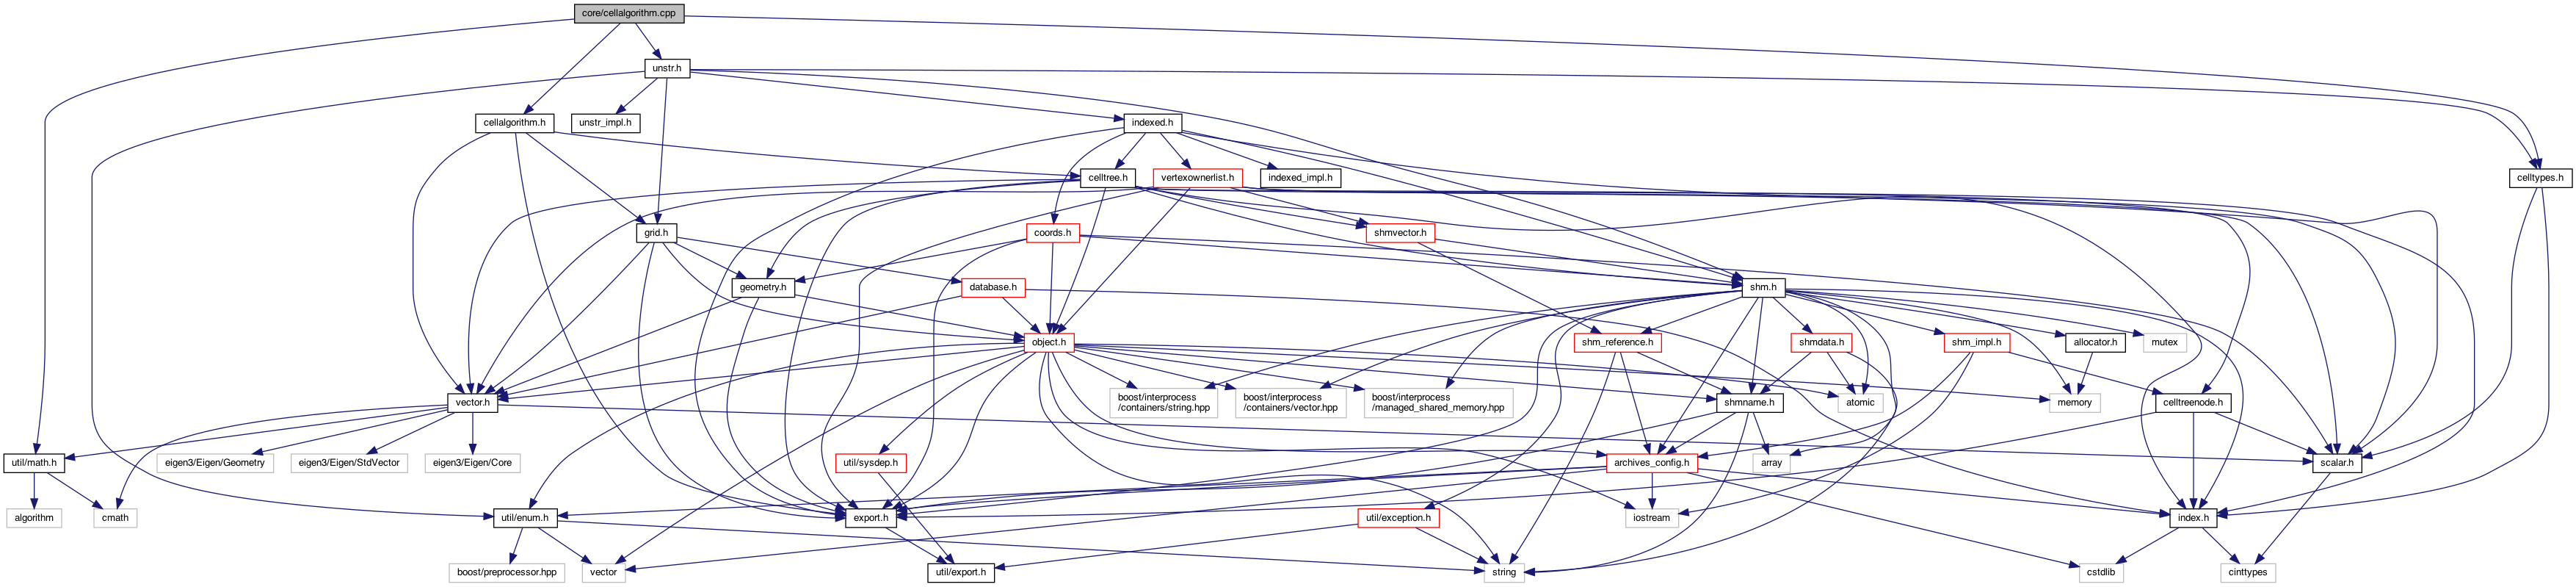 core/cellalgorithm.cpp
unstr.h
cellalgorithm.h
unstr_impl.h
indexed.h
celltree.h
vertexownerlist.h
indexed_impl.h
celltypes.h
grid.h
coords.h
shmvector.h
geometry.h
database.h
shm.h
object.h
shm_reference.h
shmdata.h
shm_impl.h
allocator.h
mutex
vector.h
boost/interprocess
/containers/string.hpp
boost/interprocess
/containers/vector.hpp
boost/interprocess
/managed_shared_memory.hpp
shmname.h
atomic
memory
celltreenode.h
util/math.h
eigen3/Eigen/Geometry
eigen3/Eigen/StdVector
eigen3/Eigen/Core
util/sysdep.h
archives_config.h
array
scalar.h
algorithm
cmath
util/enum.h
export.h
util/exception.h
iostream
index.h
boost/preprocessor.hpp
vector
util/export.h
string
cstdlib
cinttypes